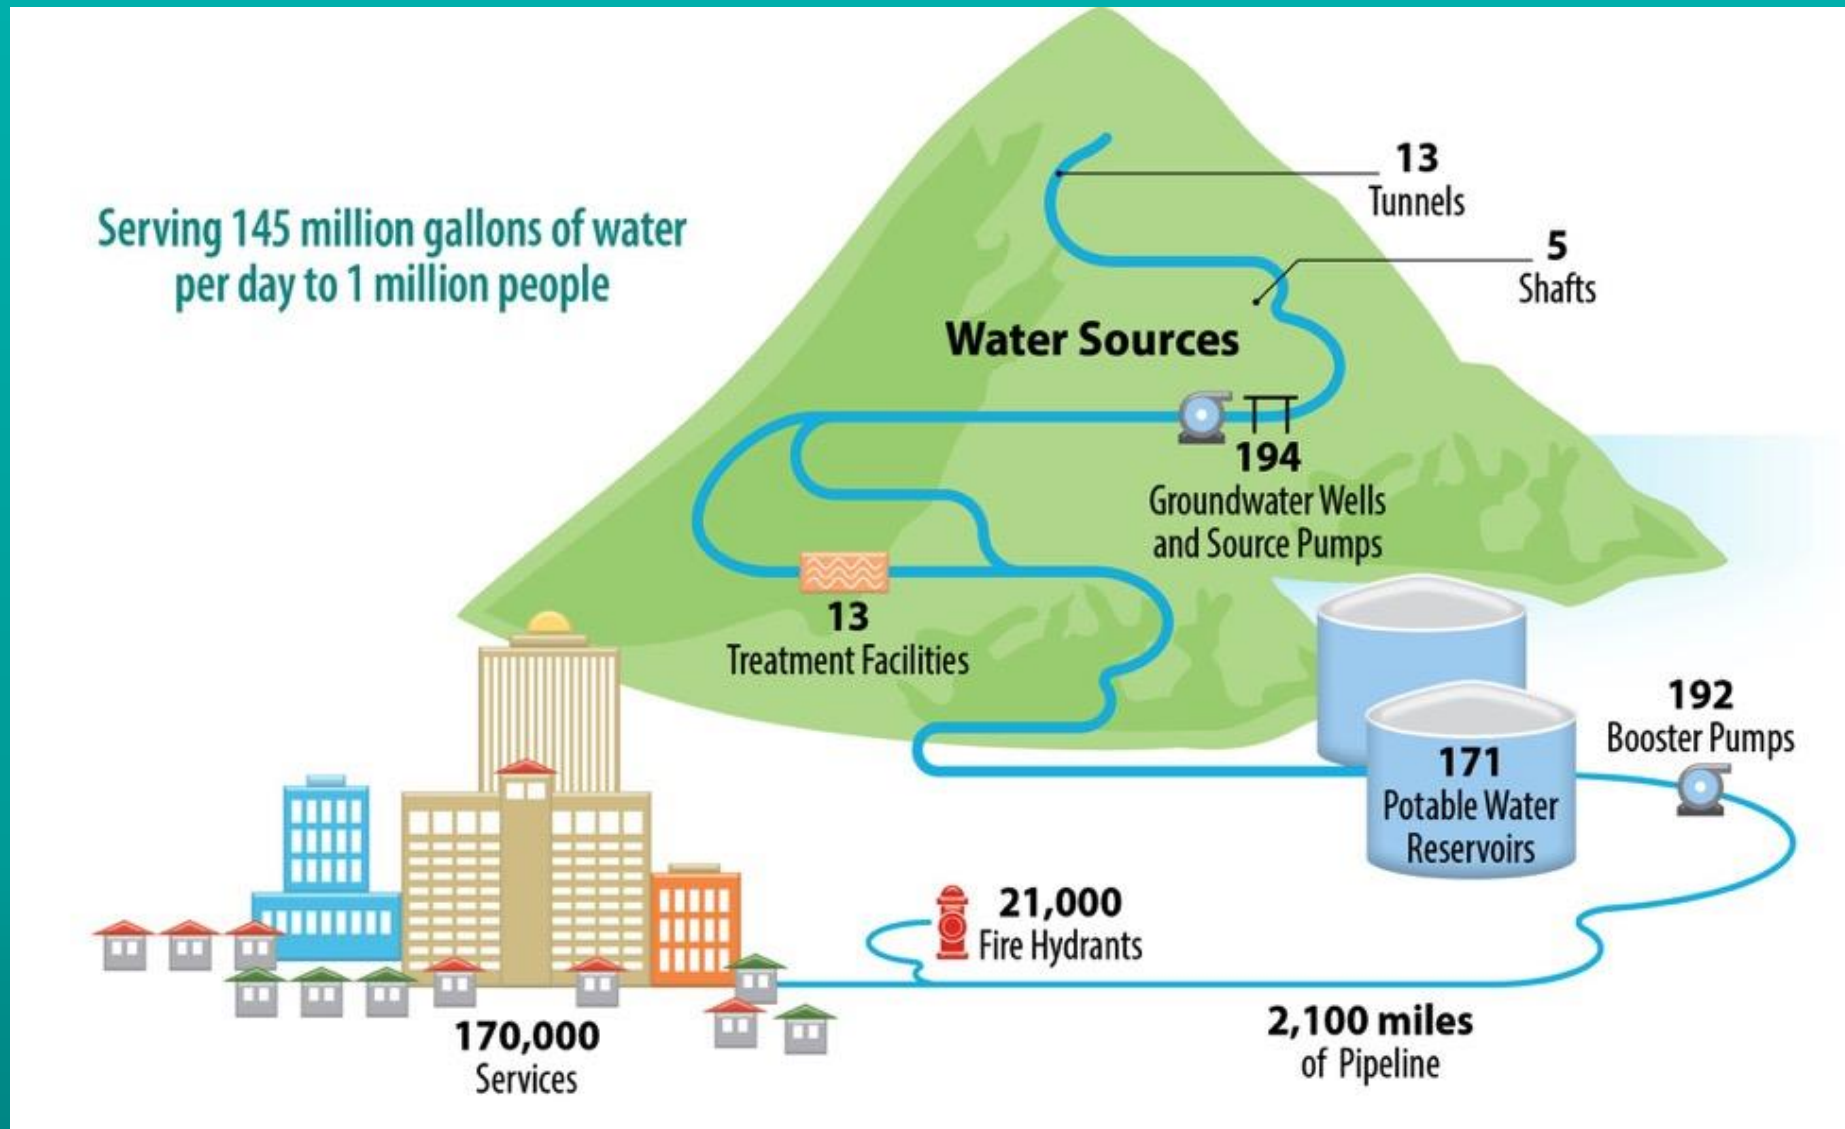 Serving 145 million gallons of water
per day to 1 million people
13
Tunnels
5
Shafts
Water Sources
194
Groundwater Wells
and Source Pumps
13
Treatment Facilities
192
Booster Pumps
171
Potable Water
Reservoirs
21,000
Fire Hydrants
2,100 miles
of Pipeline
170,000
Services